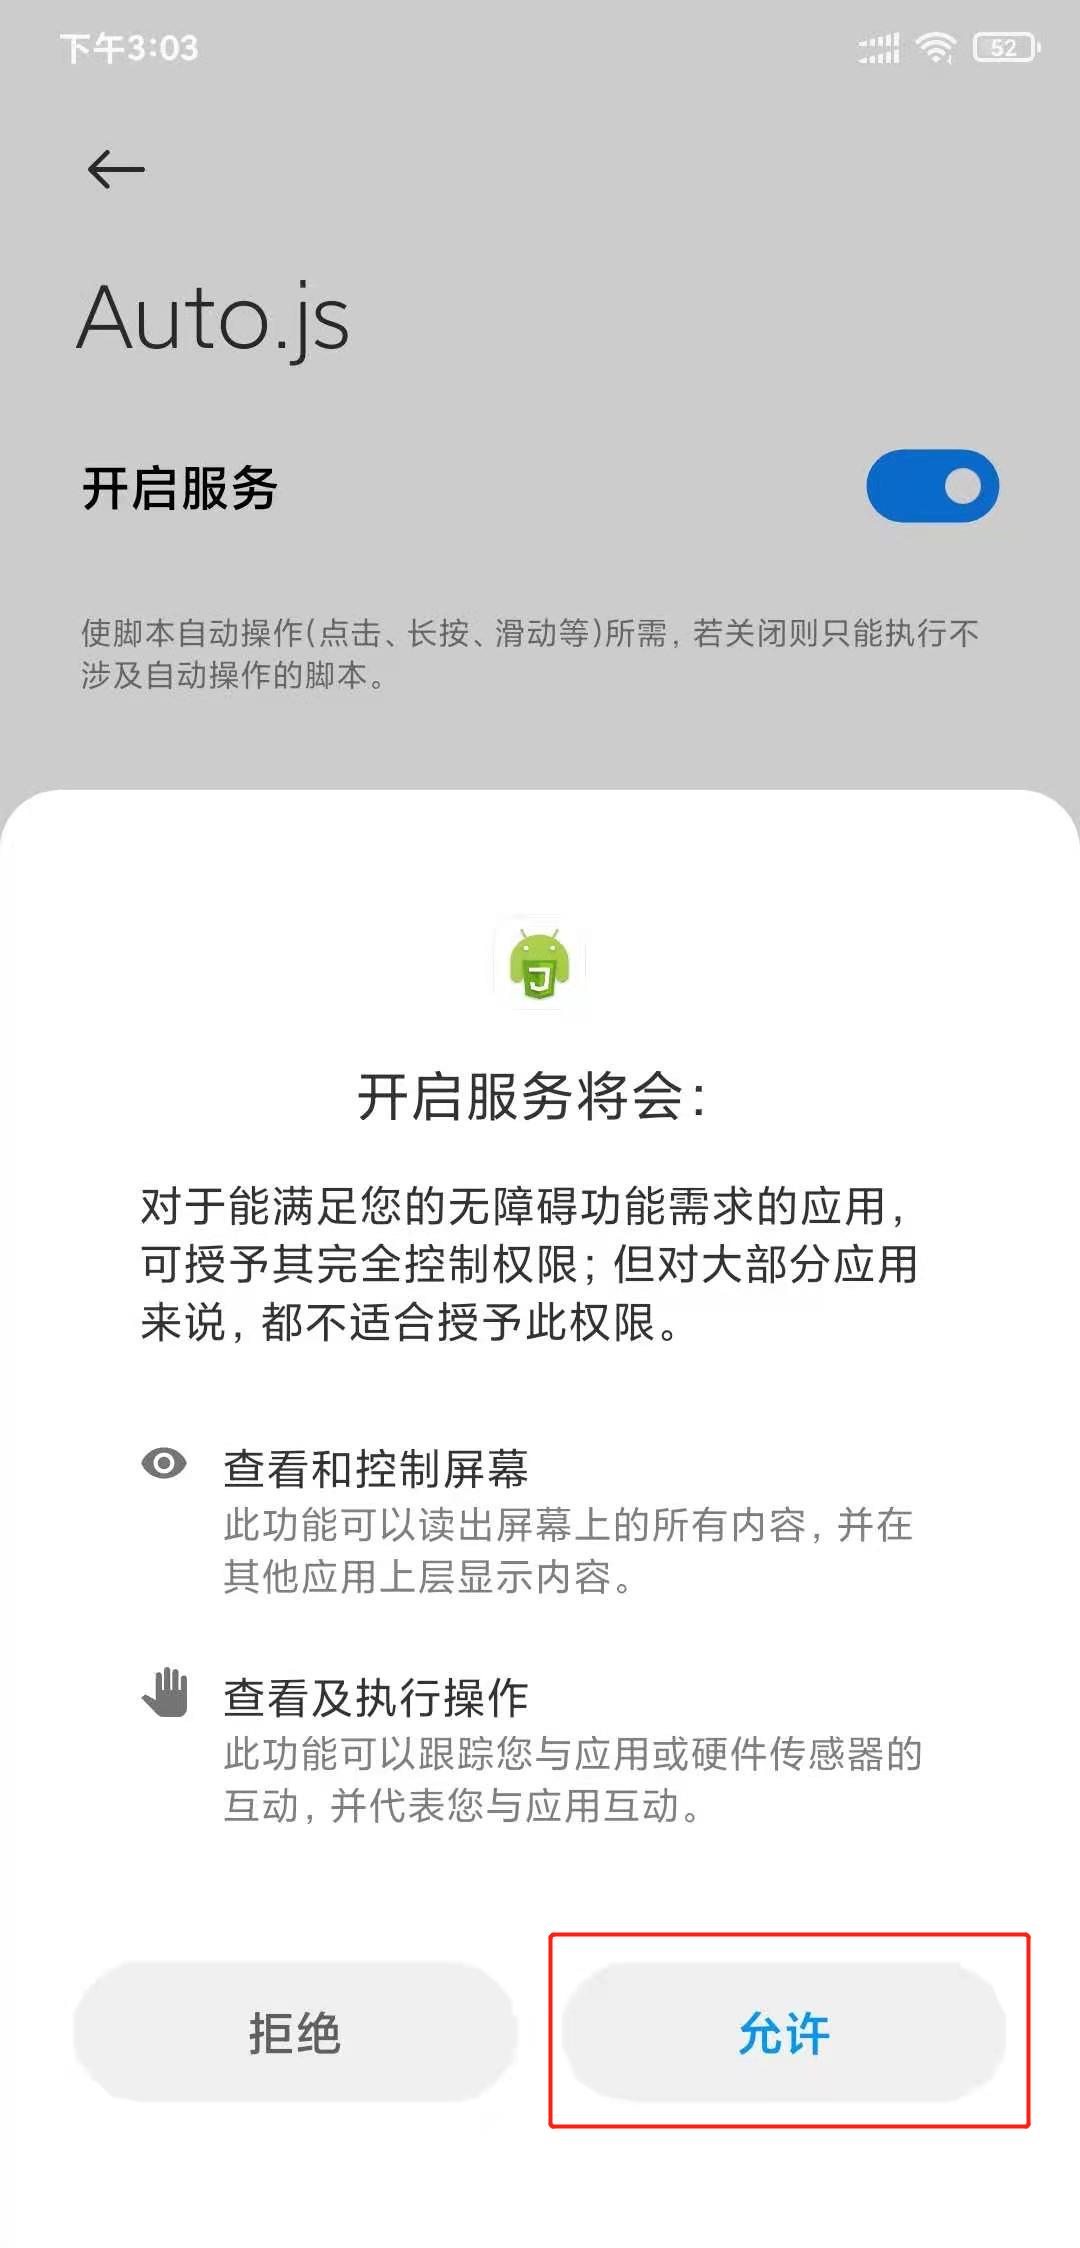 下午3:03
52
Auto.js
开启服务
使脚本自动操作(点击、长按、滑动等)所需，若关闭则只能执行不
涉及自动操作的脚本。
J
开启服务将会：
对于能满足您的无障碍功能需求的应用，
可授予其完全控制权限；但对大部分应用
来说，都不适合授予此权限。
查看和控制屏幕
此功能可以读出屏幕上的所有内容，并在
其他应用上层显示内容。
查看及执行操作
此功能可以跟踪您与应用或硬件传感器的
互动，并代表您与应用互动。
拒绝
允许